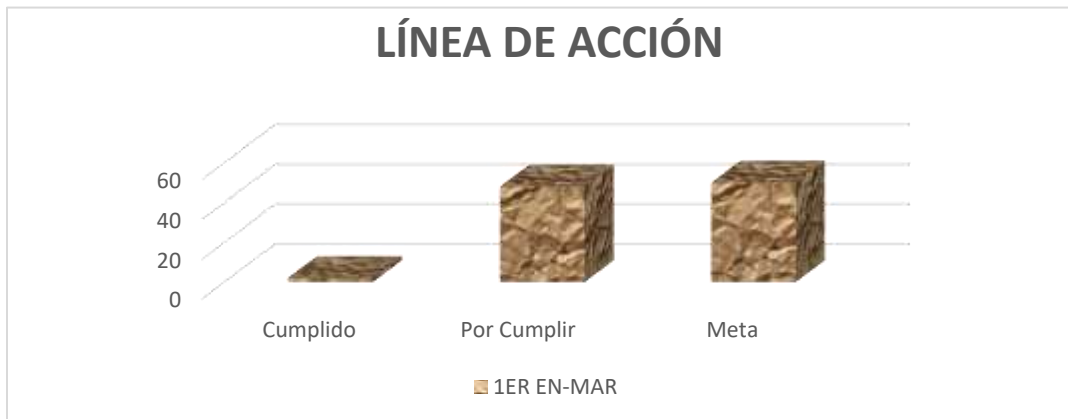 LÍNEA DE ACCIÓN
60
40
20
0
Cumplido Por Cumplir Meta
1ER EN-MAR